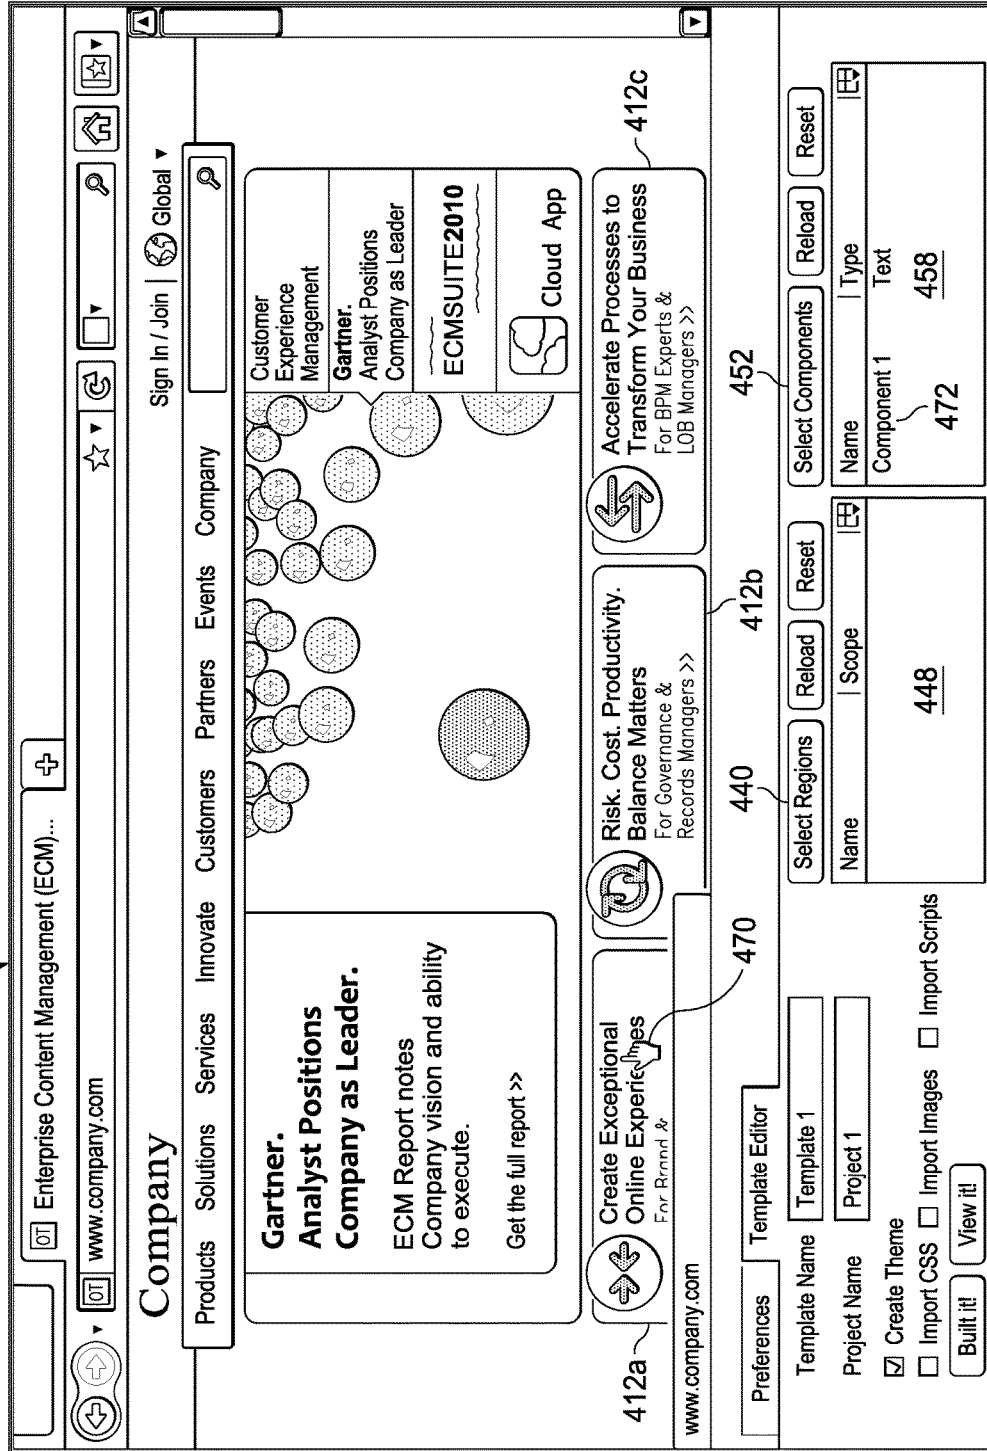 OT Enterprise Content Management (ECM)...
OT www.company.com
Company
Sign In / Join | Global
Products Solutions Services Innovate Customers Partners Events Company
Gartner.
Analyst Positions
Company as Leader.
ECM Report notes
Company vision and ability
to execute.
Get the full report >>
Customer
Experience
Management
Gartner.
Analyst Positions
Company as Leader
ECMSUITE2010
Cloud App
412a
Create Exceptional
Online Experiences
For Brand &
470
Risk. Cost. Productivity.
Balance Matters
For Governance &
Records Managers >>
412b
Accelerate Processes to
Transform Your Business
For BPM Experts &
LOB Managers >>
412c
www.company.com
Preferences Template Editor
Template Name Template 1
Project Name Project 1
Create Theme
Import CSS Import Images Import Scripts
Built it! View it!
440
Select Regions Reload Reset
Name Scope
448
452
Select Components Reload Reset
Name Type
Component 1 Text
472
458